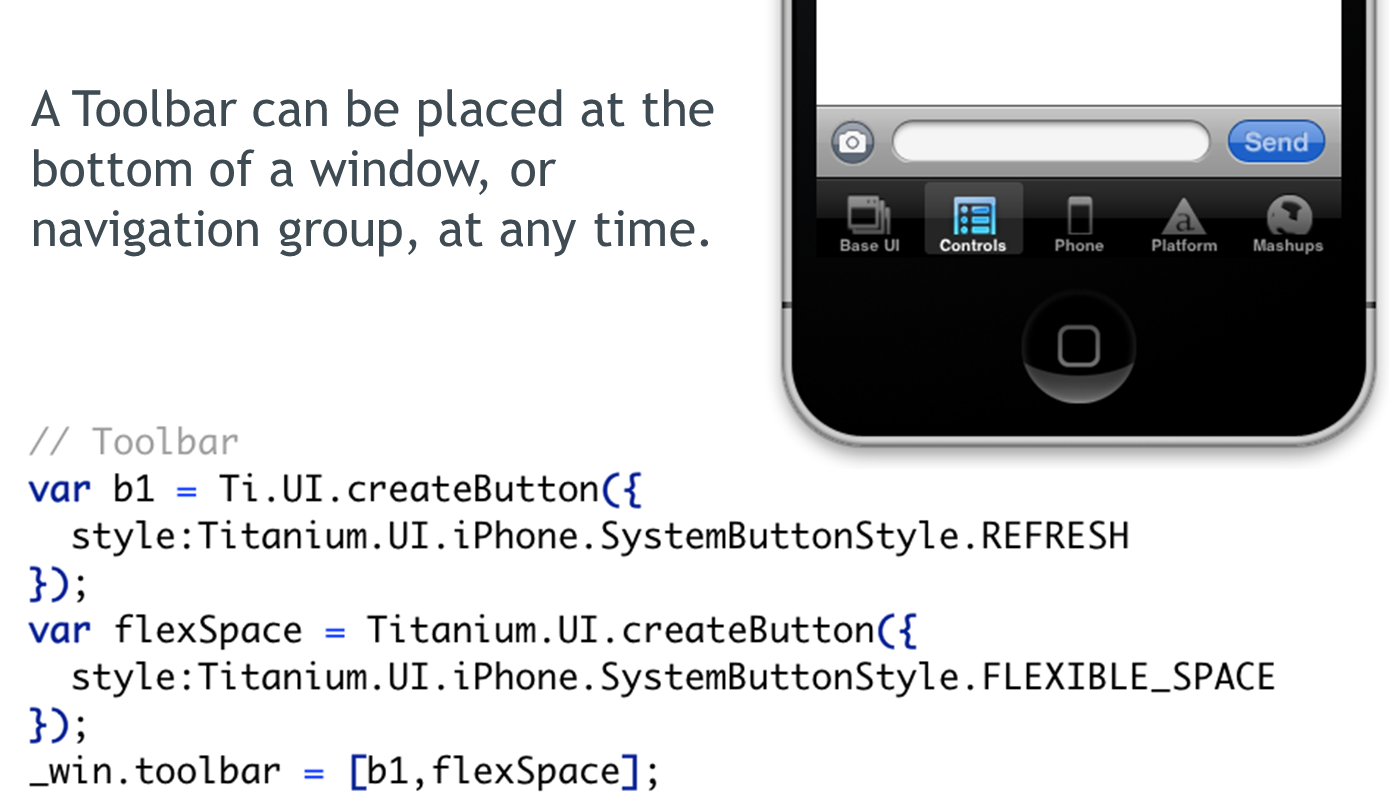 A Toolbar can be placed at the
bottom of a window, or
navigation group, at any time.
Send
Base UI Controls Phone Platform Mashups
// Toolbar
var b1 = Ti.UI.createButton({
  style:Titanium.UI.iPhone.SystemButtonStyle.REFRESH
});
var flexSpace = Titanium.UI.createButton({
  style:Titanium.UI.iPhone.SystemButtonStyle.FLEXIBLE_SPACE
});
_win.toolbar = [b1,flexSpace];